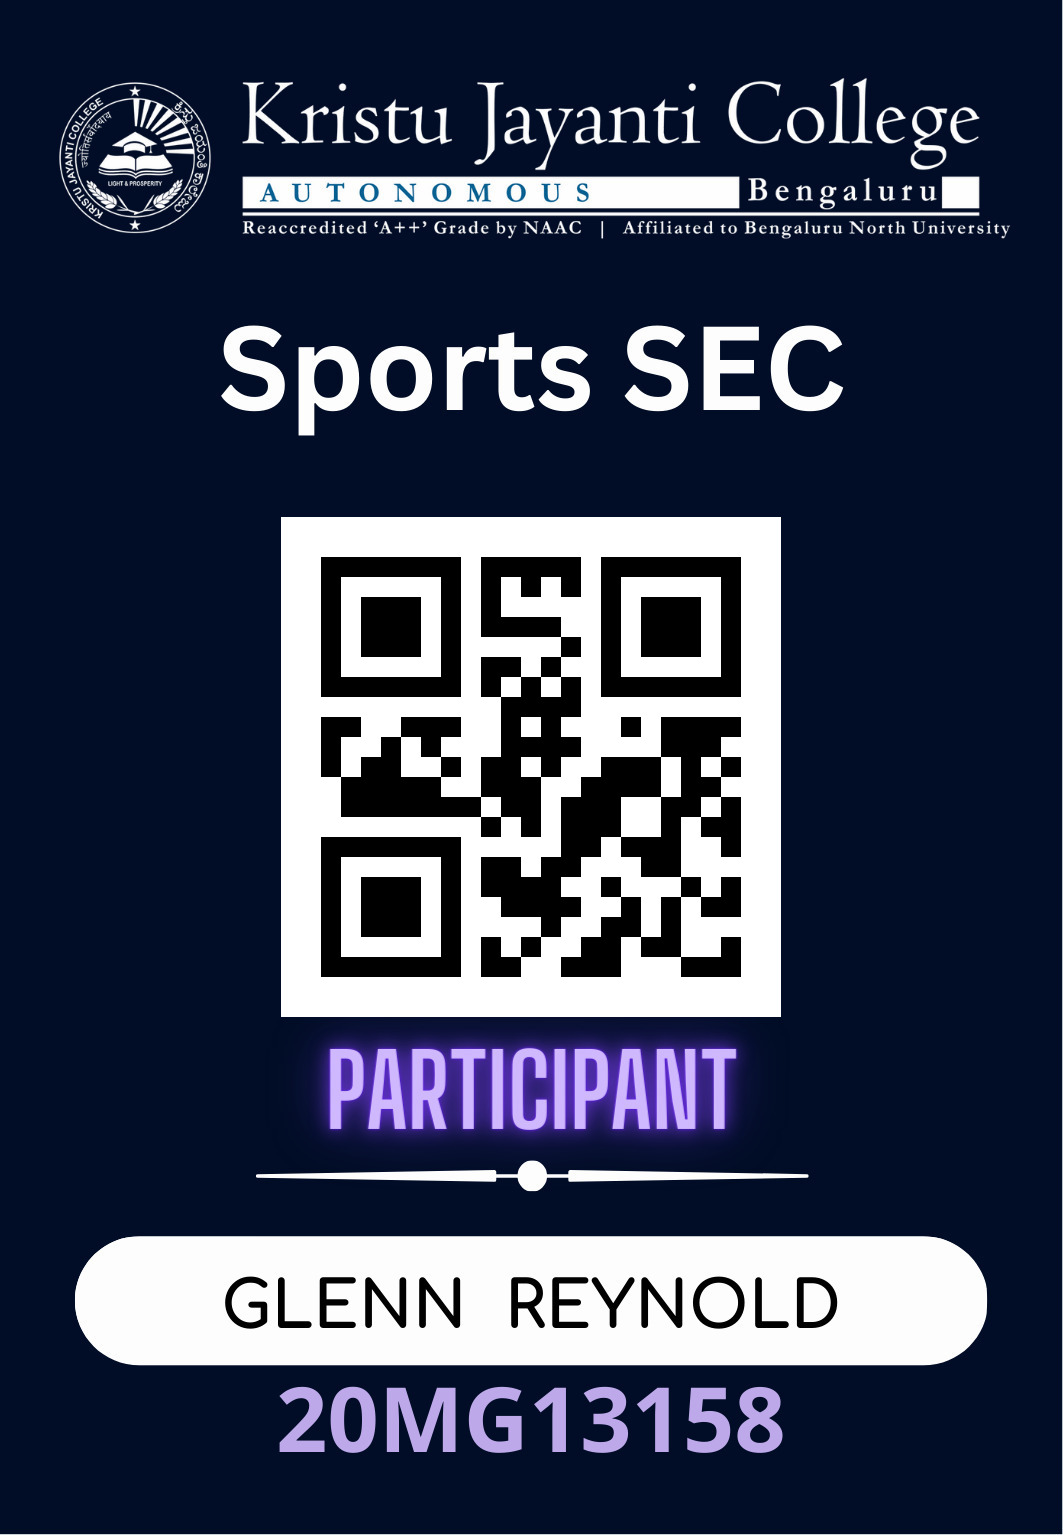 Kristu Jayanti College
AUTONOMOUS Bengaluru
Reaccredited ‘A++’ Grade by NAAC | Affiliated to Bengaluru North University
KRISTU JAYANTI COLLEGE
LIGHT & PROSPERITY
Sports SEC
PARTICIPANT
GLENN REYNOLD
20MG13158